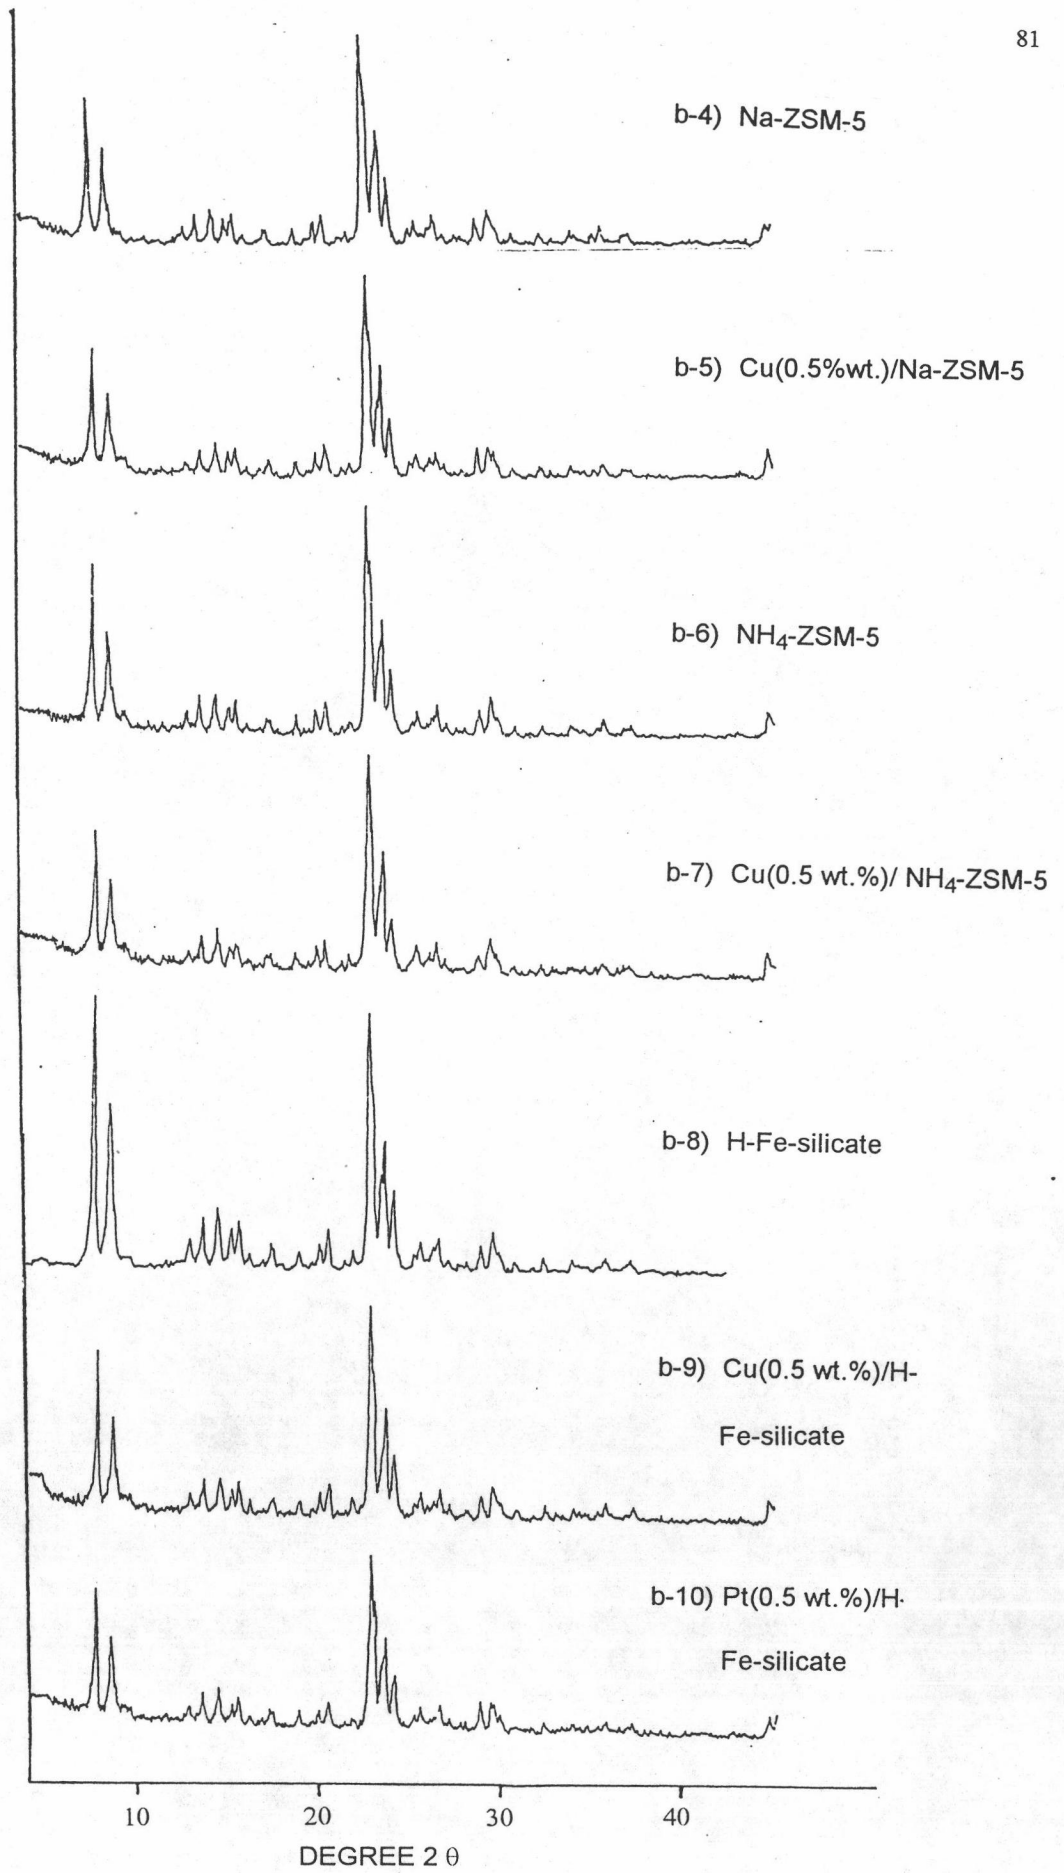 81
b-4) Na-ZSM-5
b-5) Cu(0.5%wt.)/Na-ZSM-5
b-6) NH4-ZSM-5
b-7) Cu(0.5 wt.%)/ NH4-ZSM-5
b-8) H-Fe-silicate
b-9) Cu(0.5 wt.%)/H-
Fe-silicate
b-10) Pt(0.5 wt.%)/H-
Fe-silicate
10 20 30 40
DEGREE 2 θ